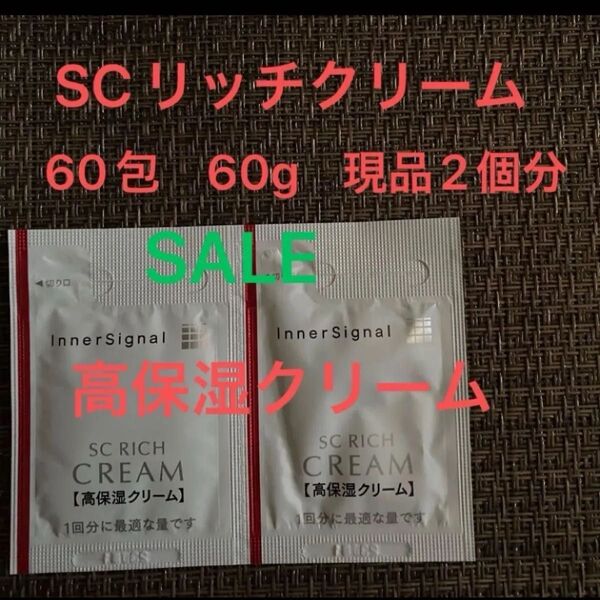 SCリッチクリーム
60包 60g 現品2個分
SALE
◀切り口
InnerSignal
InnerSignal
高保湿クリーム
SC RICH
CREAM
【高保湿クリーム】
1回分に最適な量です
SC RICH
CREAM
【高保湿クリーム】
1回分に最適な量です